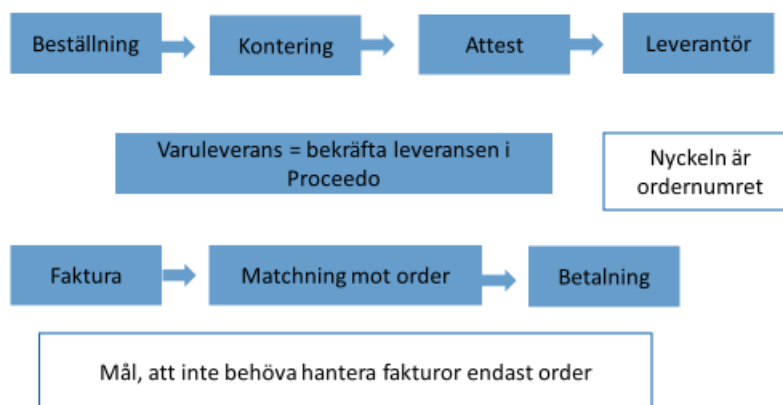 Beställning
Kontering
Attest
Leverantör
Varuleverans = bekräfta leveransen i
Proceedo
Nyckeln är
ordernumret
Faktura
Matchning mot order
Betalning
Mål, att inte behöva hantera fakturor endast order